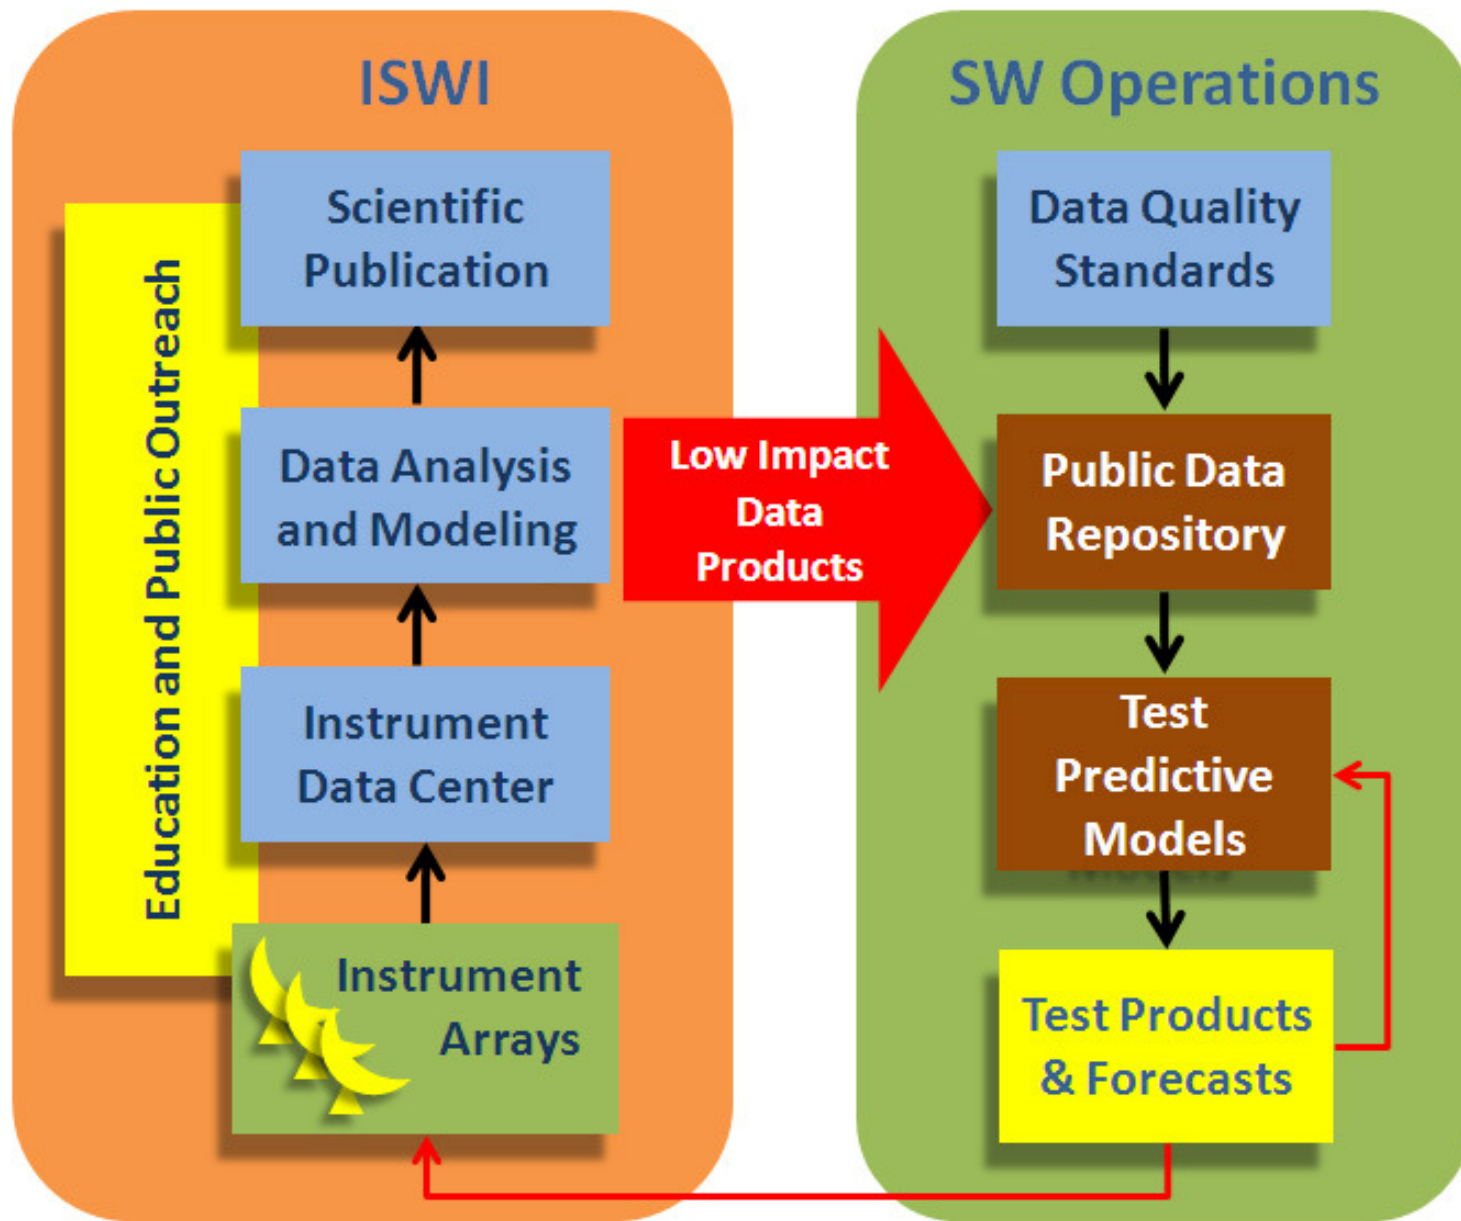 ISWI
Education and Public Outreach
Scientific
Publication
Data Analysis
and Modeling
Instrument
Data Center
Instrument
Arrays
Low Impact
Data
Products
SW Operations
Data Quality
Standards
Public Data
Repository
Test
Predictive
Models
Test Products
& Forecasts